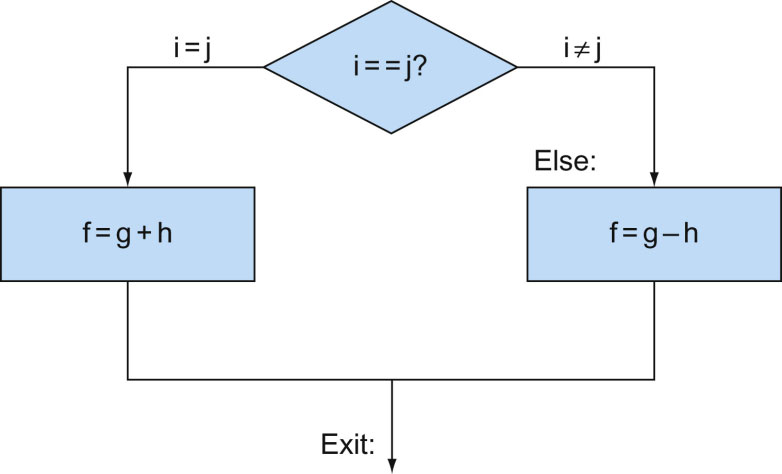 i = j
i = = j?
i ≠ j
Else:
f = g + h
f = g – h
Exit: